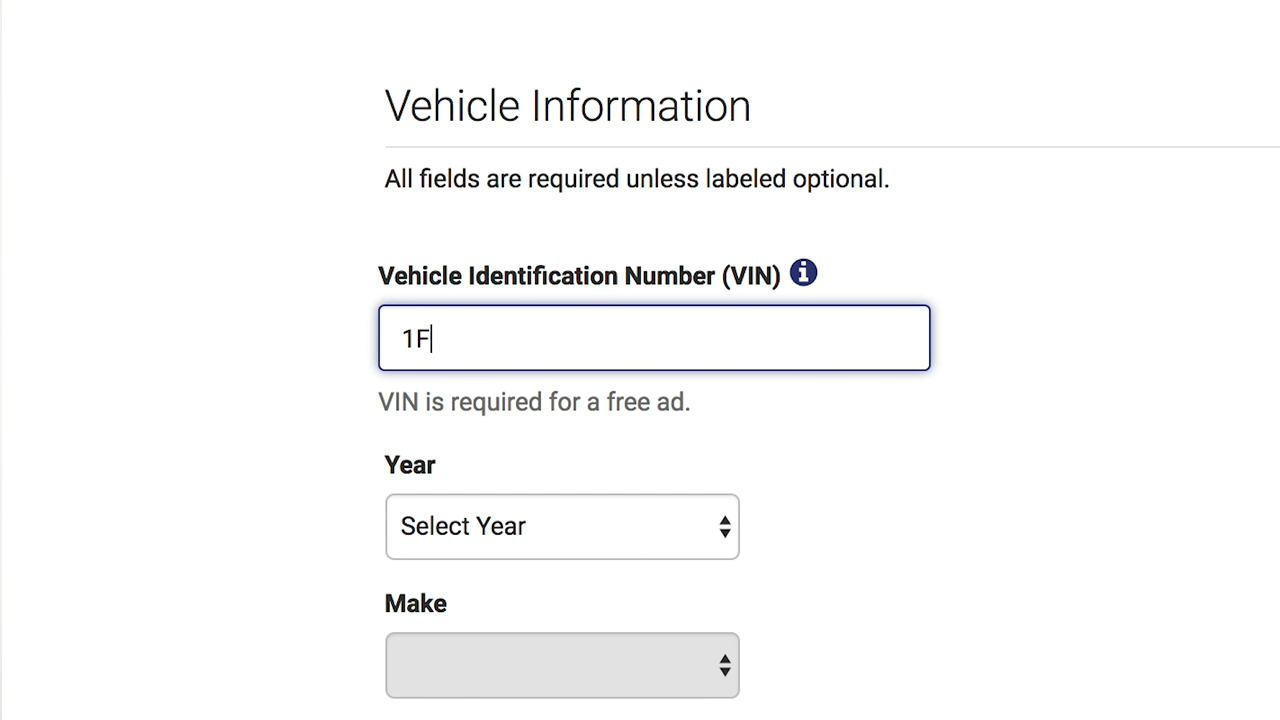 Vehicle Information
All fields are required unless labeled optional.
Vehicle Identification Number (VIN)
1F
VIN is required for a free ad.
Year
Select Year
Make